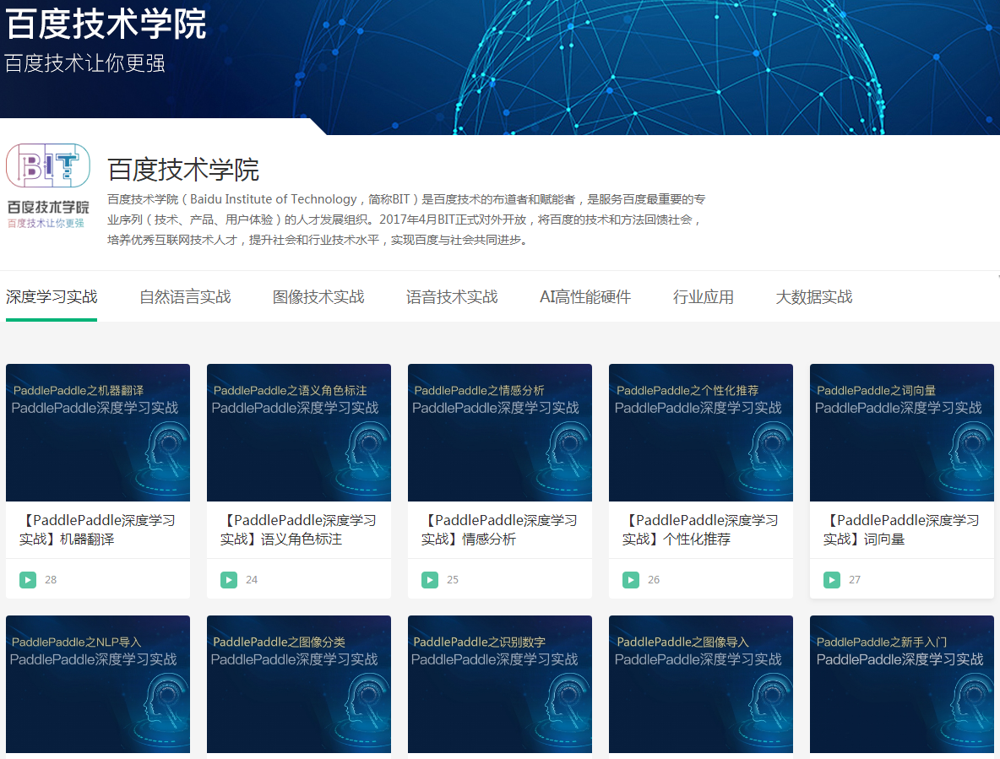 百度技术学院
百度技术让你更强
BIT
百度技术学院
百度技术让你更强
百度技术学院
百度技术学院（Baidu Institute of Technology，简称BIT）是百度技术的布道者和赋能者，是服务百度最重要的专
业序列（技术、产品、用户体验）的人才发展组织。2017年4月BIT正式对外开放，将百度的技术和方法回馈社会，
培养优秀互联网技术人才，提升社会和行业技术水平，实现百度与社会共同进步。
深度学习实战 自然语言实战 图像技术实战 语音技术实战 AI高性能硬件 行业应用 大数据实战
PaddlePaddle之机器翻译
PaddlePaddle深度学习实战
【PaddlePaddle深度学习
实战】机器翻译
28
PaddlePaddle之语义角色标注
PaddlePaddle深度学习实战
【PaddlePaddle深度学习
实战】语义角色标注
24
PaddlePaddle之情感分析
PaddlePaddle深度学习实战
【PaddlePaddle深度学习
实战】情感分析
25
PaddlePaddle之个性化推荐
PaddlePaddle深度学习实战
【PaddlePaddle深度学习
实战】个性化推荐
26
PaddlePaddle之词向量
PaddlePaddle深度学习实战
【PaddlePaddle深度学习
实战】词向量
27
PaddlePaddle之NLP导入
PaddlePaddle深度学习实战
PaddlePaddle之图像分类
PaddlePaddle深度学习实战
PaddlePaddle之识别数字
PaddlePaddle深度学习实战
PaddlePaddle之图像导入
PaddlePaddle深度学习实战
PaddlePaddle之新手入门
PaddlePaddle深度学习实战